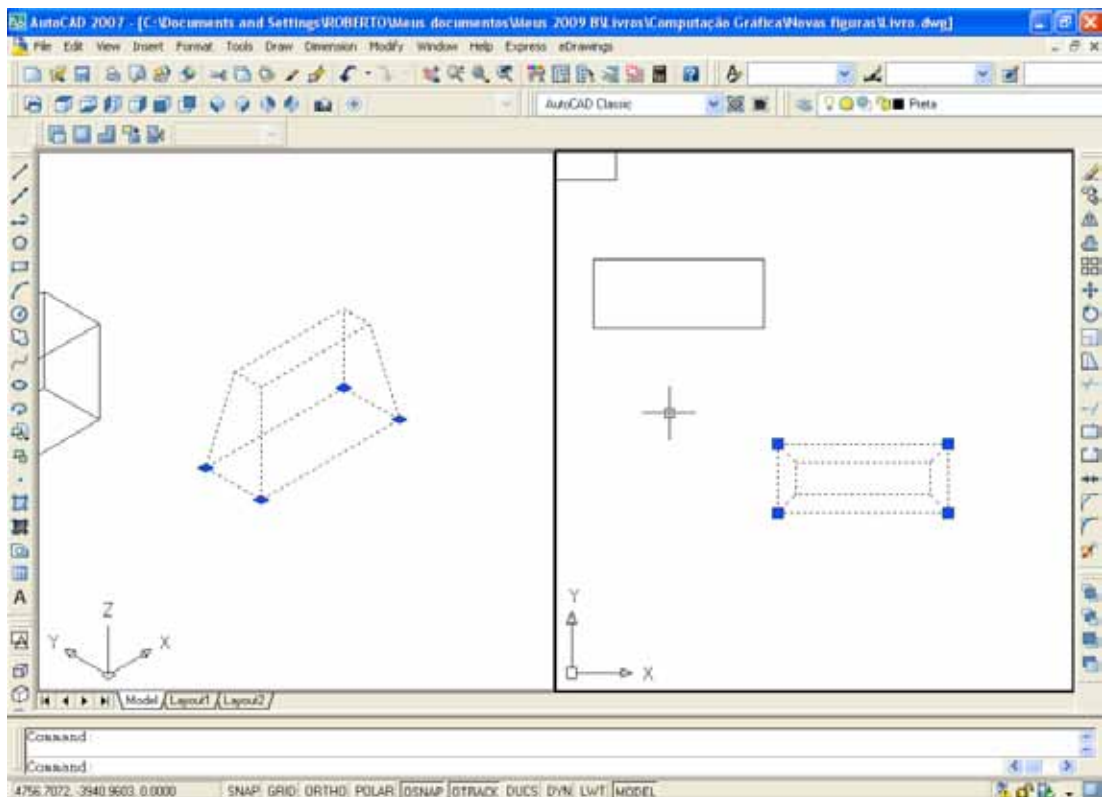 AutoCAD 2007 - [C:\Documents and Settings\ROBERTO\Meus documentos\Meus 2009 B\Livros\Computação Gráfica\Novas figuras\Livro.dwg]
File Edit View Insert Format Tools Draw Dimension Modify Window Help Express eDrawings
AutoCAD Classic
Preta
A
Z
Y X
Y
X
Model Layout1 Layout2
Command:
Command:
4756.7072, -3940.9603, 0.0000 SNAP GRID ORTHO POLAR OSNAP OTRACK DUCS DYN LWT MODEL